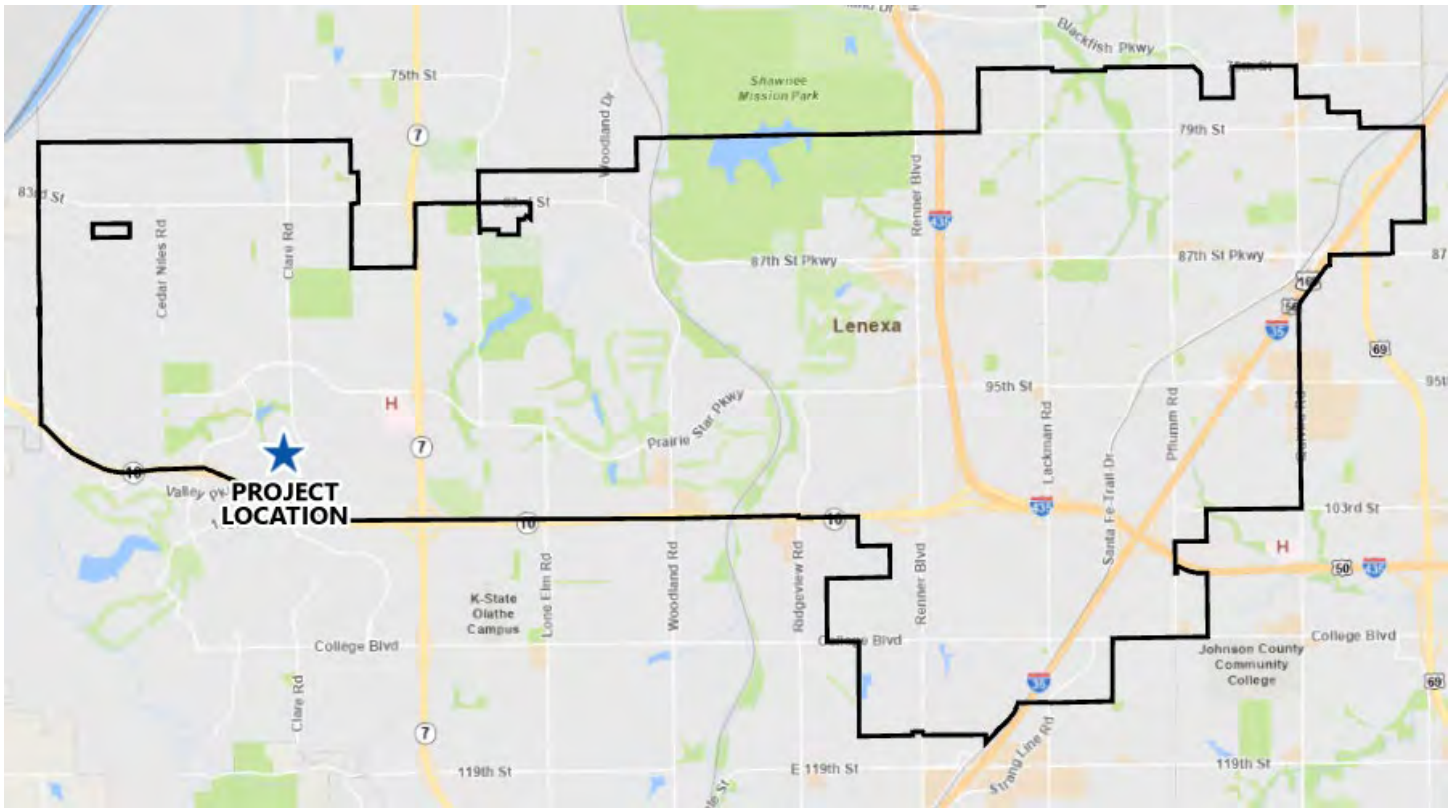 Blackfish Pkwy
75th St
Shawnee
Mission Park
Woodland Dr
7
79th St
83rd St
Renner Blvd
435
Cedar Niles Rd
Clare Rd
87th St Pkwy
87th St Pkwy
Lenexa
35
69
H
95th St
95th
Prairie Star Pkwy
7
Lackman Rd
Pflumm Rd
Santa Fe-Trail Dr
10
Valley
PROJECT
LOCATION
10
10
435
103rd St
H
50
435
K-State
Olathe
Campus
Lone Elm Rd
Woodland Rd
Ridgeview Rd
Renner Blvd
College Blvd
College Blvd
College Blvd
Johnson County
Community
College
Clare Rd
35
69
7
Strang Line Rd
119th St
E 119th St
119th St